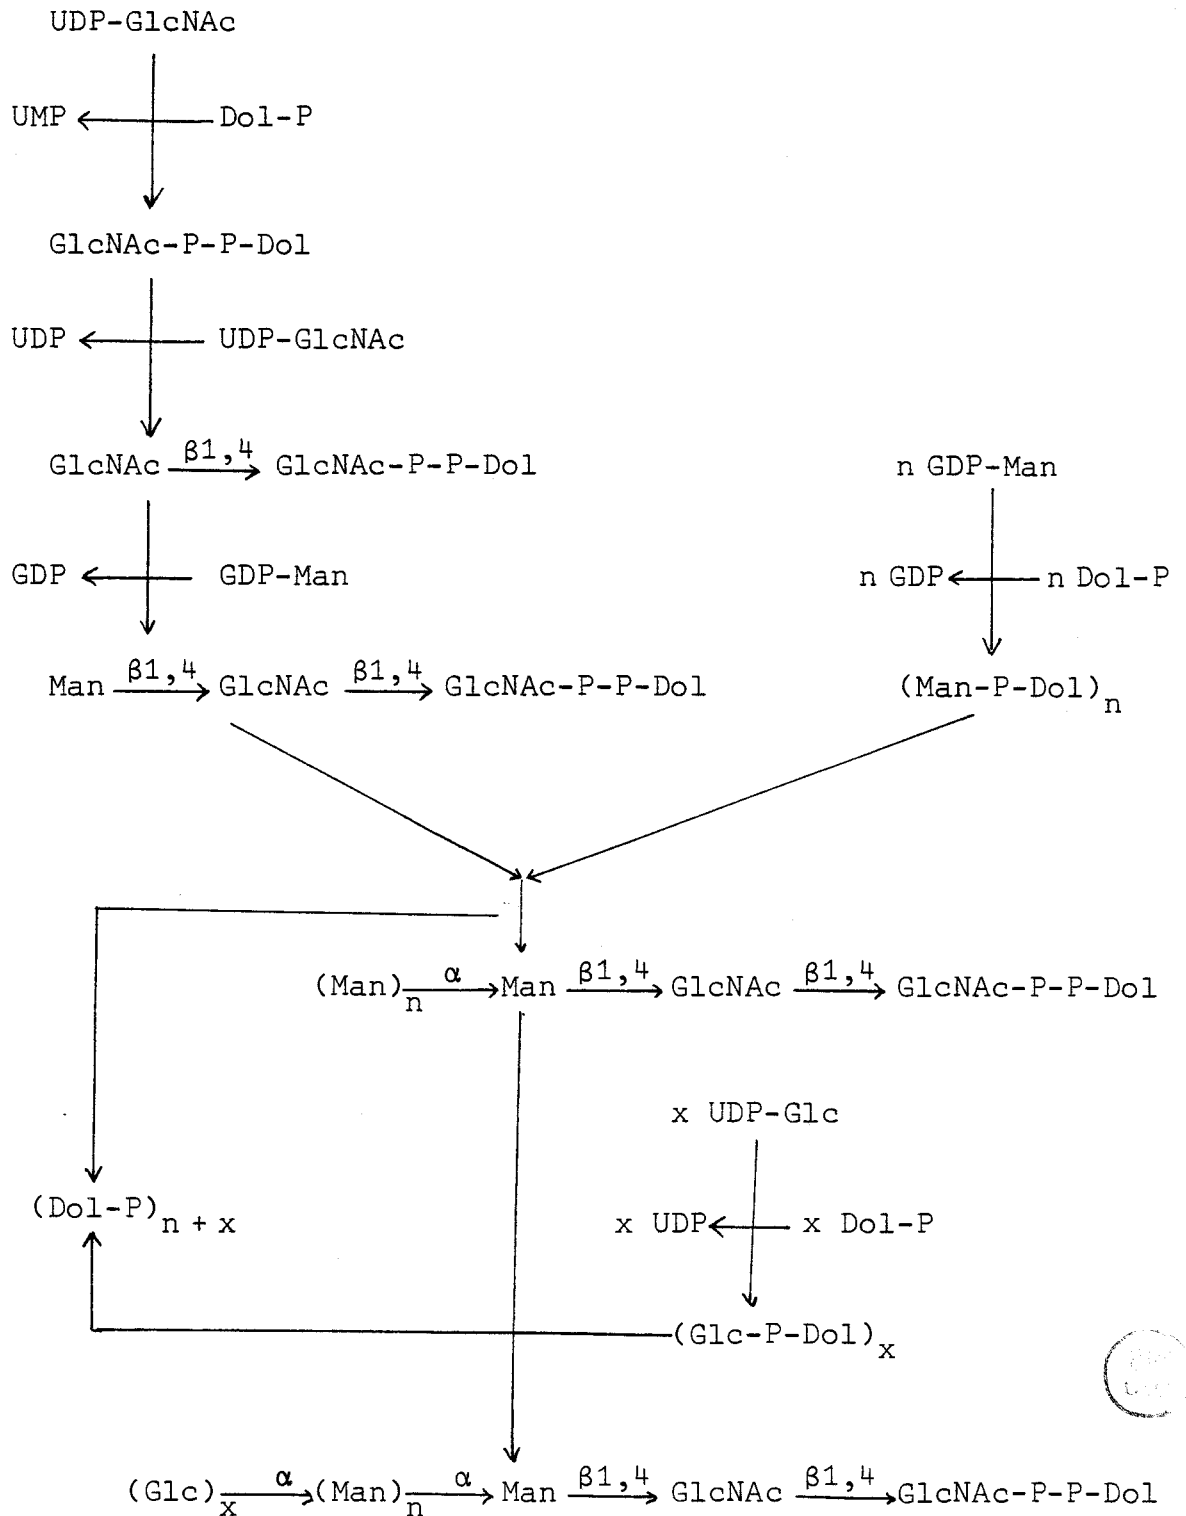 UDP-GlcNAc
UMP Dol-P
GlcNAc-P-P-Dol
UDP UDP-GlcNAc
GlcNAc β1,4 GlcNAc-P-P-Dol
n GDP-Man
GDP GDP-Man
n GDP n Dol-P
Man β1,4 GlcNAc β1,4 GlcNAc-P-P-Dol
(Man-P-Dol)n
(Man)n α Man β1,4 GlcNAc β1,4 GlcNAc-P-P-Dol
x UDP-Glc
(Dol-P)n + x
x UDP x Dol-P
(Glc-P-Dol)x
(Glc)x α (Man)n α Man β1,4 GlcNAc β1,4 GlcNAc-P-P-Dol